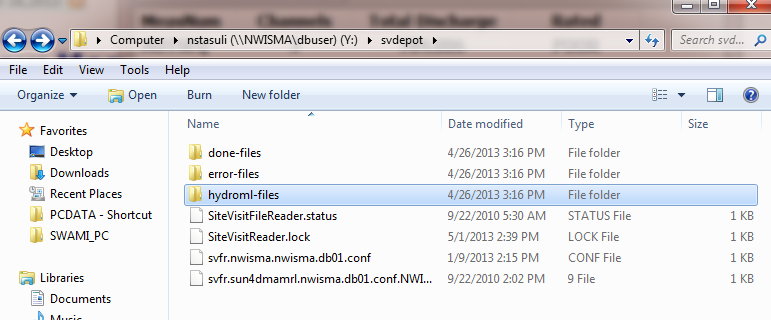 MeasNum Channels Total Discharge Rated
Computer nstasuli (\\NWISMA\dbuser) (Y:) svdepot Search svd...
File Edit View Tools Help
Organize Open Burn New folder
Name Date modified Type Size
Favorites
Desktop
Downloads
Recent Places
PCDATA - Shortcut
SWAMI_PC
Libraries
Documents
Music
done-files 4/26/2013 3:16 PM File folder
error-files 4/26/2013 3:16 PM File folder
hydroml-files 4/26/2013 3:16 PM File folder
SiteVisitFileReader.status 9/22/2010 5:30 AM STATUS File 1 KB
SiteVisitReader.lock 5/1/2013 2:39 PM LOCK File 1 KB
svfr.nwisma.nwisma.db01.conf 1/9/2013 2:15 PM CONF File 1 KB
svfr.sun4dmamrl.nwisma.db01.conf.NWI... 9/22/2010 2:02 PM 9 File 1 KB